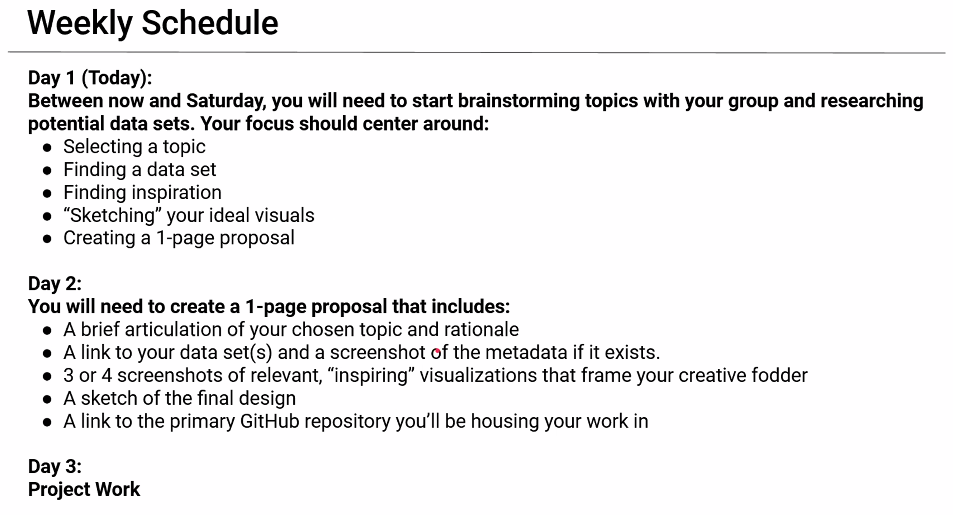 Weekly Schedule
Day 1 (Today):
Between now and Saturday, you will need to start brainstorming topics with your group and researching
potential data sets. Your focus should center around:
● Selecting a topic
● Finding a data set
● Finding inspiration
● “Sketching” your ideal visuals
● Creating a 1-page proposal
Day 2:
You will need to create a 1-page proposal that includes:
● A brief articulation of your chosen topic and rationale
● A link to your data set(s) and a screenshot of the metadata if it exists.
● 3 or 4 screenshots of relevant, “inspiring” visualizations that frame your creative fodder
● A sketch of the final design
● A link to the primary GitHub repository you’ll be housing your work in
Day 3:
Project Work